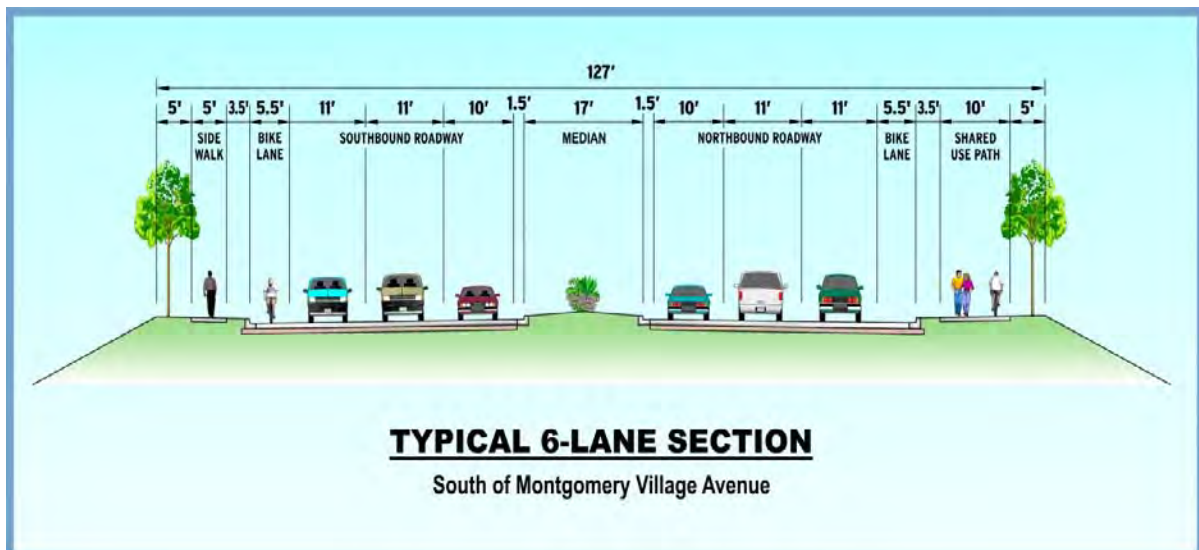 127'
5' 5' 3.5' 5.5' 11' 11' 10' 1.5' 17' 1.5' 10' 11' 11' 5.5' 3.5' 10' 5'
SIDE BIKE SOUTHBOUND ROADWAY MEDIAN NORTHBOUND ROADWAY BIKE SHARED
WALK LANE LANE USE PATH
TYPICAL 6-LANE SECTION
South of Montgomery Village Avenue